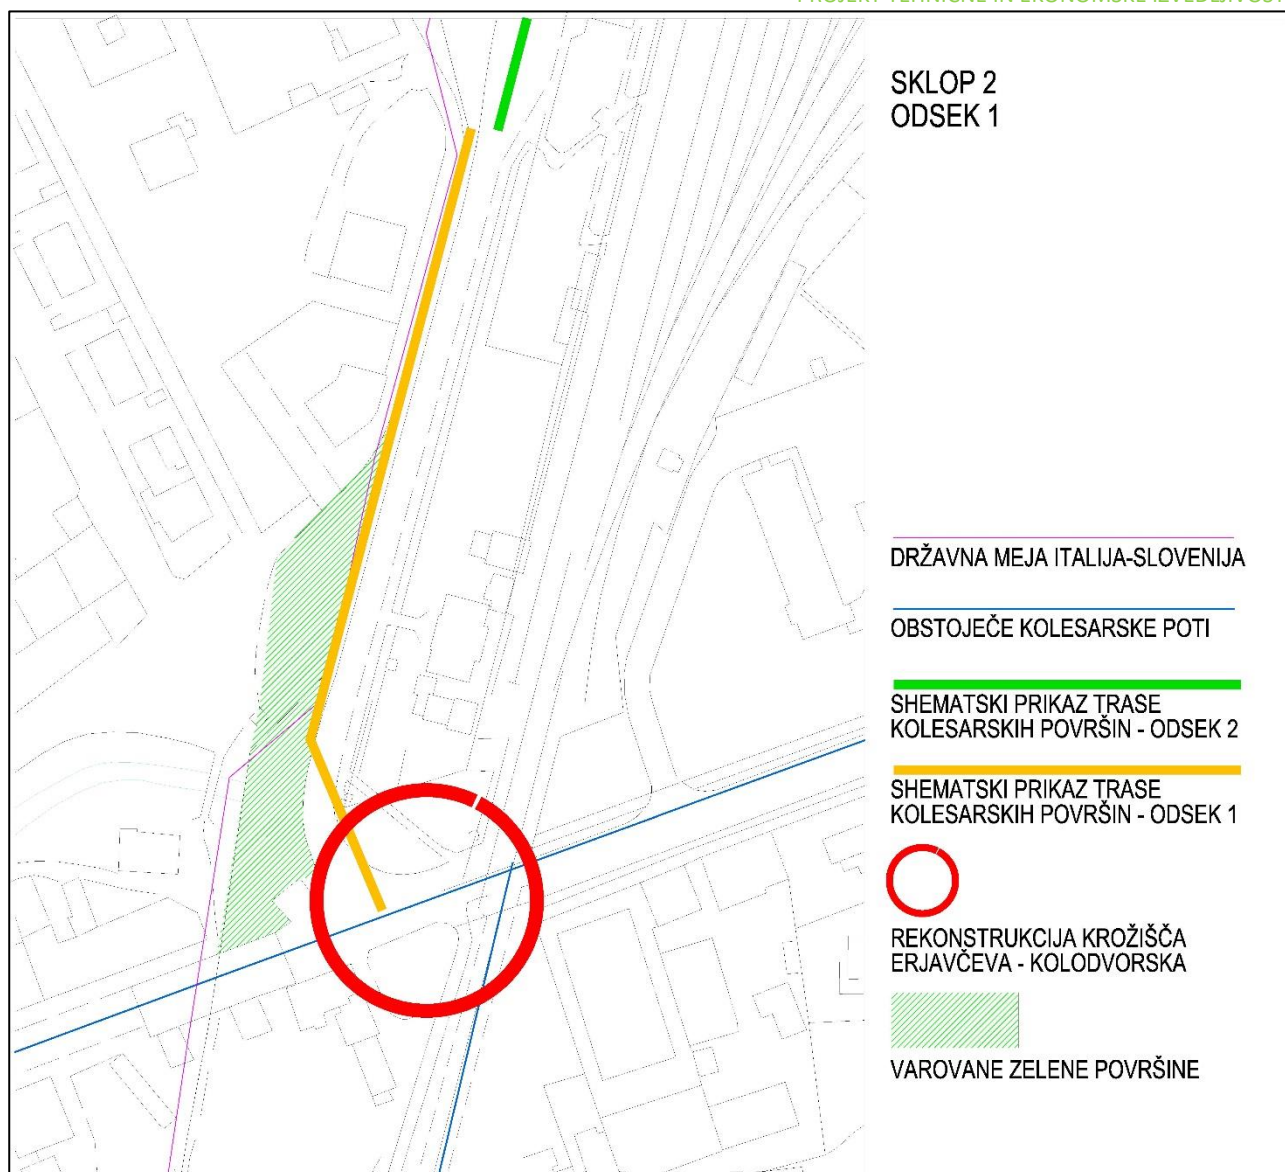 SKLOP 2
ODSEK 1
DRŽAVNA MEJA ITALIJA-SLOVENIJA
OBSTOJEČE KOLESARSKE POTI
SHEMATSKI PRIKAZ TRASE
KOLESARSKIH POVRŠIN - ODSEK 2
SHEMATSKI PRIKAZ TRASE
KOLESARSKIH POVRŠIN - ODSEK 1
REKONSTRUKCIJA KROŽIŠČA
ERJAVČEVA - KOLODVORSKA
VAROVANE ZELENE POVRŠINE